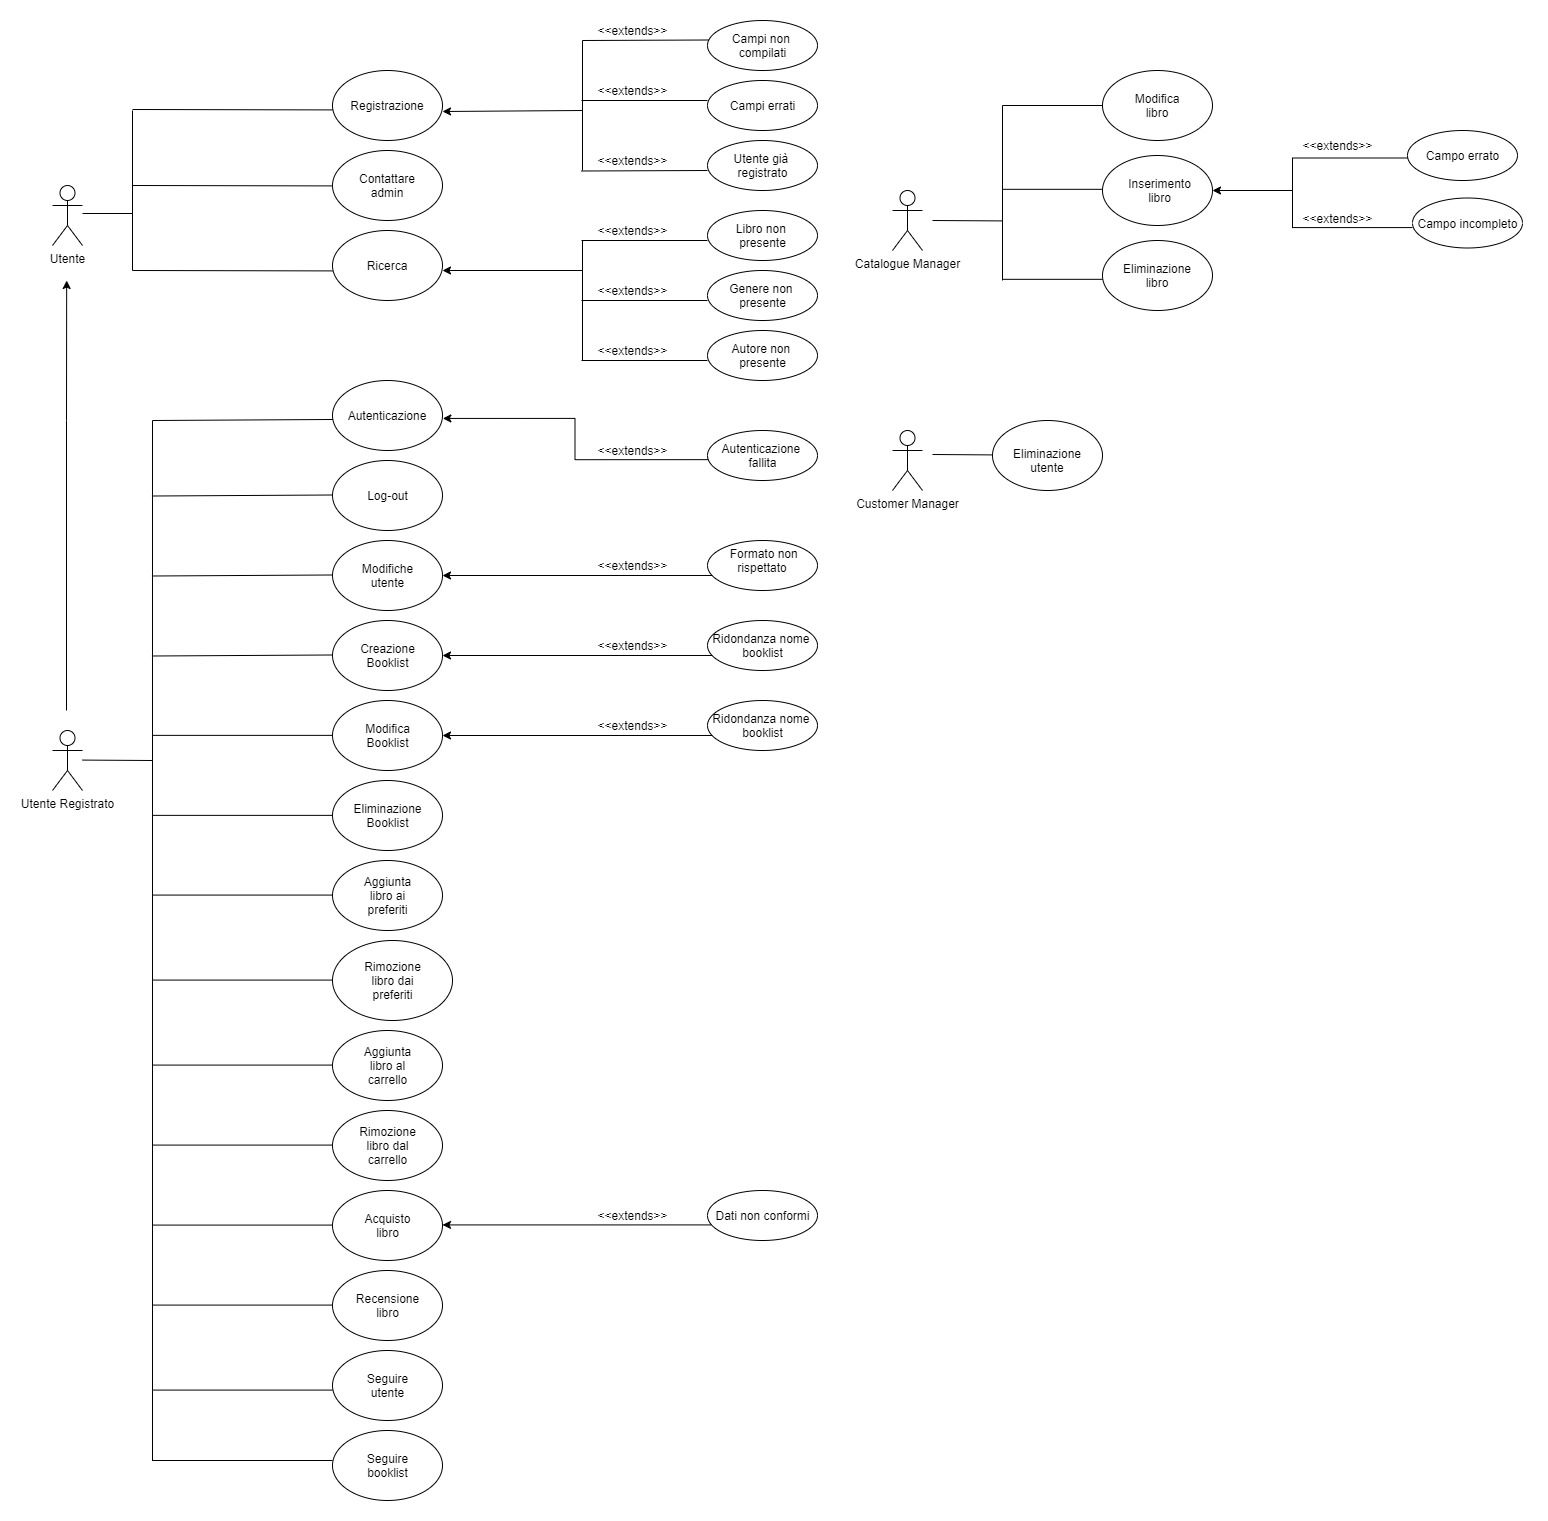 <<extends>>
Campi non
compilati
Registrazione
<<extends>>
Campi errati
<<extends>>
Utente già
registrato
Contattare
admin
Utente
Ricerca
<<extends>>
Libro non
presente
<<extends>>
Genere non
presente
<<extends>>
Autore non
presente
Modifica
libro
Inserimento
libro
<<extends>>
Campo errato
<<extends>>
Campo incompleto
Catalogue Manager
Eliminazione
libro
Autenticazione
<<extends>>
Autenticazione
fallita
Customer Manager
Eliminazione
utente
Log-out
Modifiche
utente
<<extends>>
Formato non
rispettato
Creazione
Booklist
<<extends>>
Ridondanza nome
booklist
Modifica
Booklist
<<extends>>
Ridondanza nome
booklist
Utente Registrato
Eliminazione
Booklist
Aggiunta
libro ai
preferiti
Rimozione
libro dai
preferiti
Aggiunta
libro al
carrello
Rimozione
libro dal
carrello
Acquisto
libro
<<extends>>
Dati non conformi
Recensione
libro
Seguire
utente
Seguire
booklist